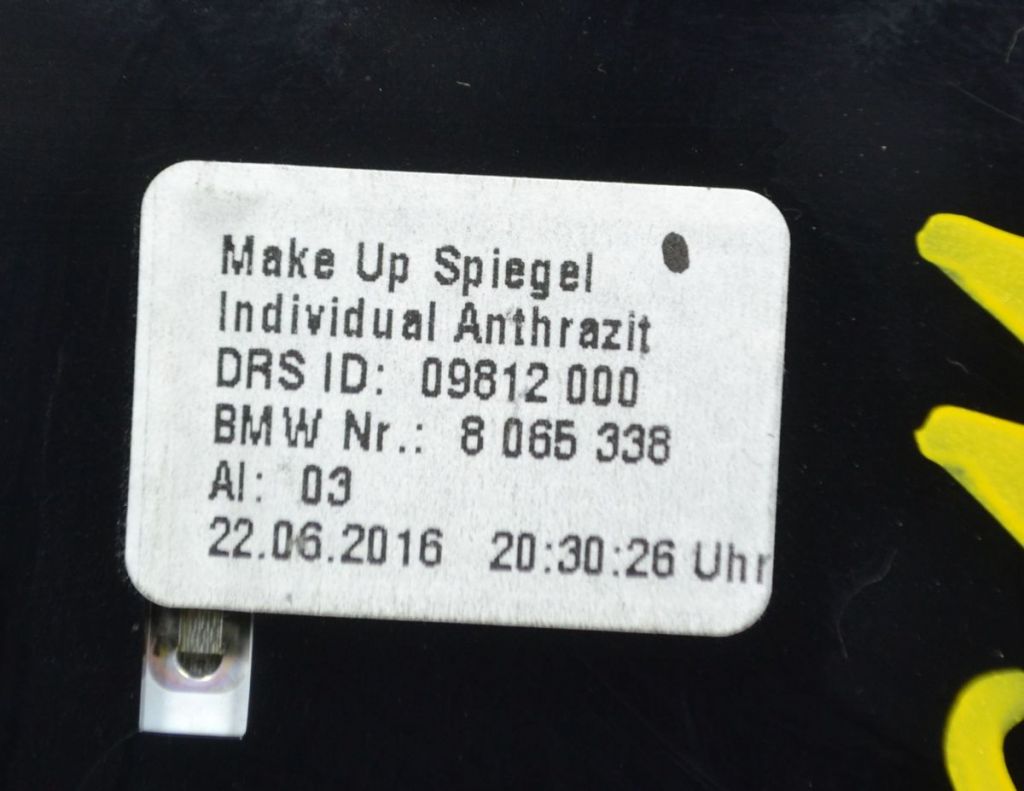 Make Up Spiegel
Individual Anthrazit
DRS ID: 09812 000
BMW Nr.: 8 065 338
AI: 03
22.06.2016 20:30:26 Uhr